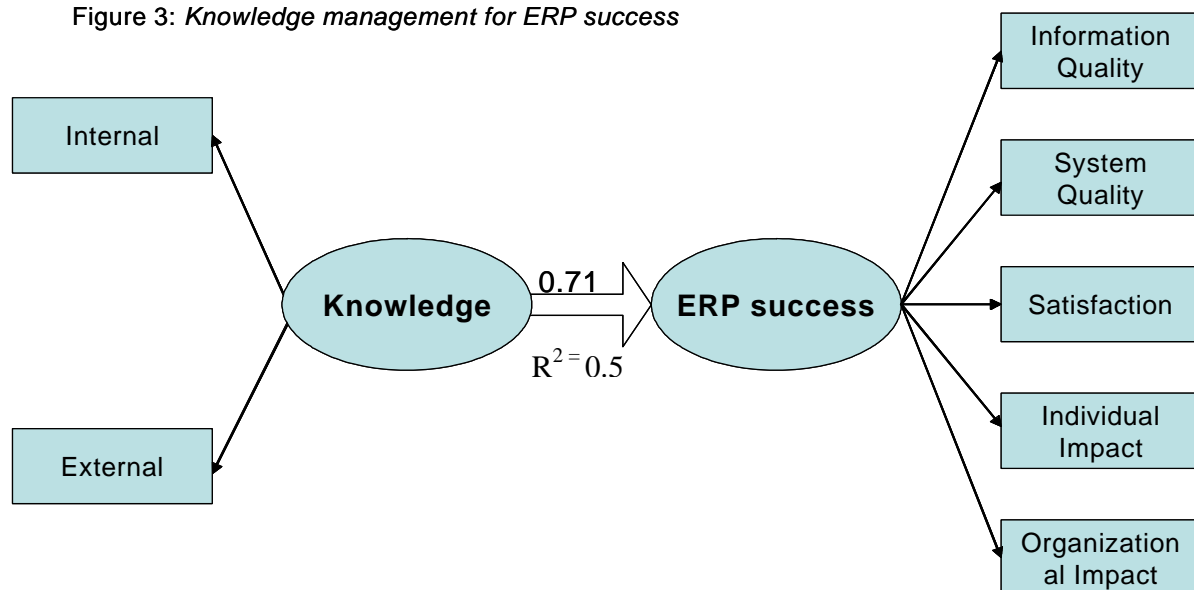 Figure 3: Knowledge management for ERP success
Information
Quality
Internal
System
Quality
0.71
Knowledge
ERP success
Satisfaction
R² = 0.5
Individual
Impact
External
Organization
al Impact